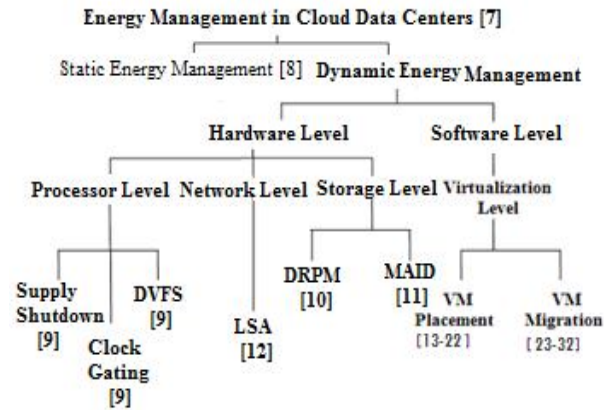 Energy Management in Cloud Data Centers [7]
Static Energy Management [8] Dynamic Energy Management
Hardware Level Software Level
Processor Level Network Level Storage Level Virtualization
Level
Supply
Shutdown
[9]
Clock
Gating
[9]
DVFS
[9]
LSA
[12]
DRPM
[10]
MAID
[11]
VM
Placement
[13-22]
VM
Migration
[23-32]